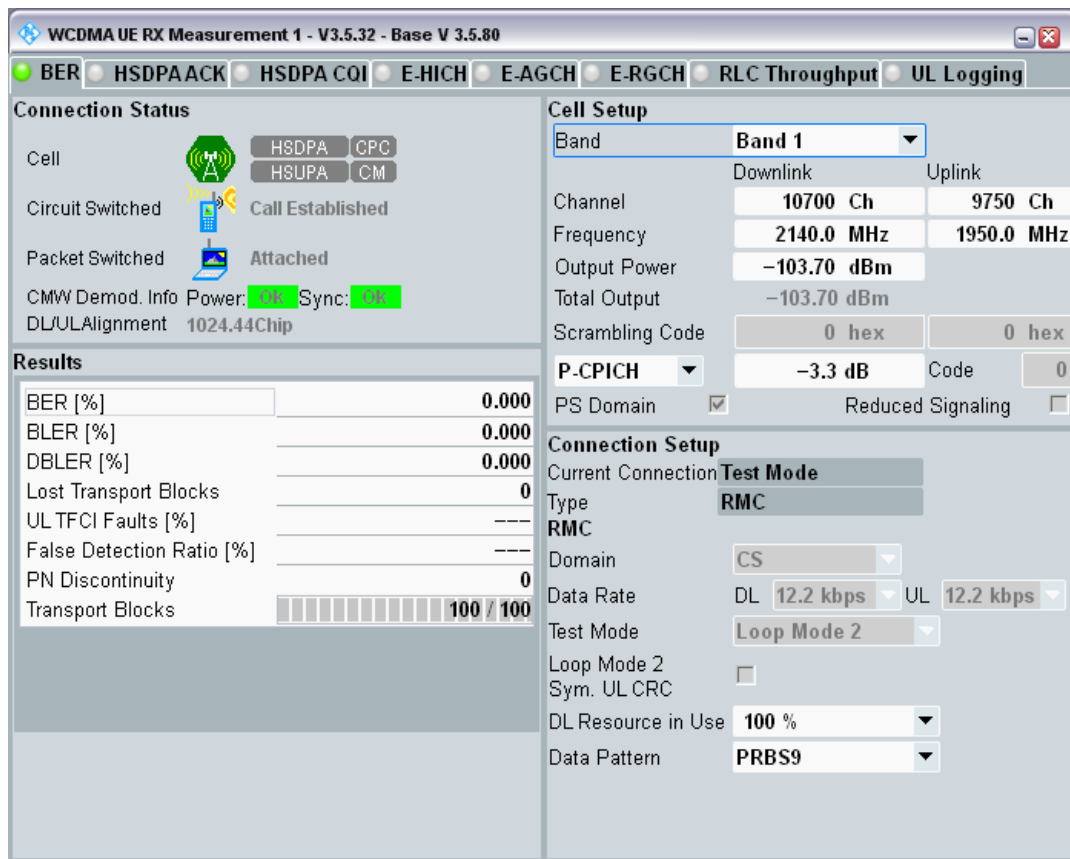 WCDMA UE RX Measurement 1 - V3.5.32 - Base V 3.5.80
BER HSDPA ACK HSDPA CQI E-HICH E-AGCH E-RGCH RLC Throughput UL Logging
Connection Status
Cell HSDPA CPC
HSUPA CM
Circuit Switched Call Established
Packet Switched Attached
CMW Demod. Info Power: Ok Sync: Ok
DL/UL Alignment 1024.44Chip
Results
BER [%] 0.000
BLER [%] 0.000
DBLER [%] 0.000
Lost Transport Blocks 0
UL TFCI Faults [%] ---
False Detection Ratio [%] ---
PN Discontinuity 0
Transport Blocks 100 / 100
Cell Setup
Band Band 1
Downlink Uplink
Channel 10700 Ch 9750 Ch
Frequency 2140.0 MHz 1950.0 MHz
Output Power −103.70 dBm
Total Output −103.70 dBm
Scrambling Code 0 hex 0 hex
P-CPICH −3.3 dB Code 0
PS Domain Reduced Signaling
Connection Setup
Current Connection Test Mode
Type RMC
RMC
Domain CS
Data Rate DL 12.2 kbps UL 12.2 kbps
Test Mode Loop Mode 2
Loop Mode 2
Sym. UL CRC
DL Resource in Use 100 %
Data Pattern PRBS9